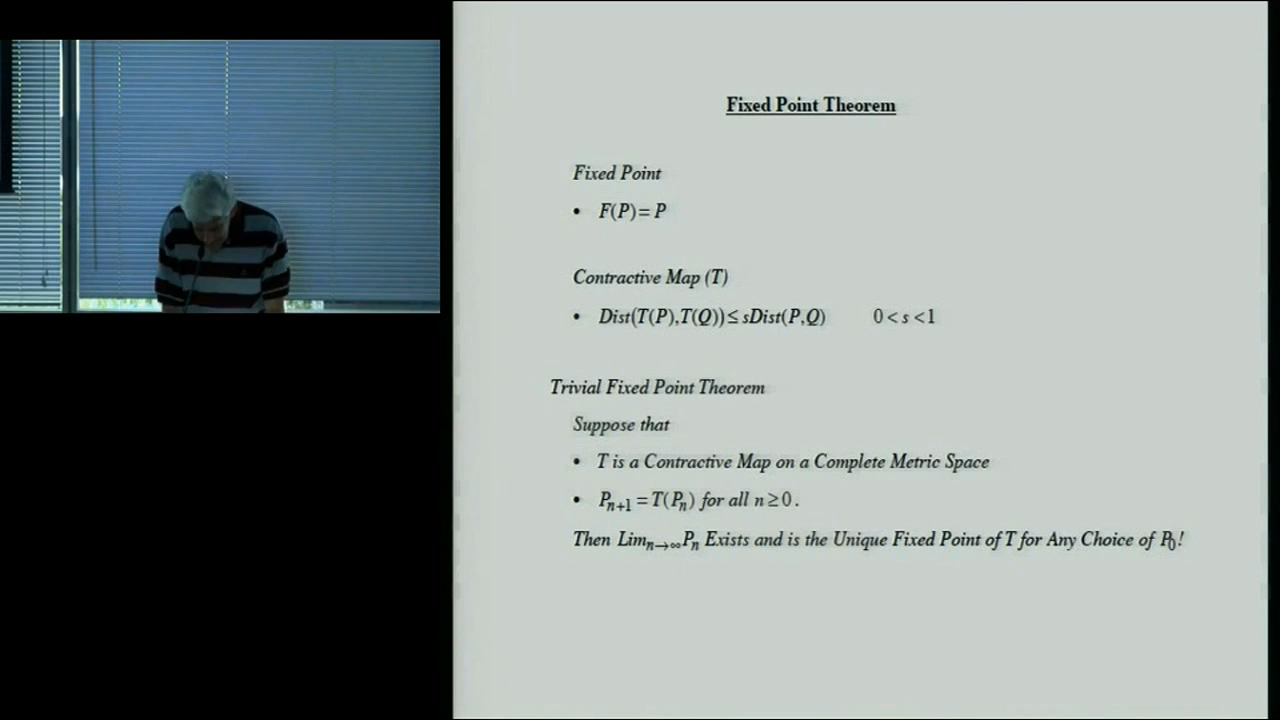 Fixed Point Theorem
Fixed Point
• F(P) = P
Contractive Map (T)
• Dist(T(P),T(Q)) ≤ sDist(P,Q) 0 < s < 1
Trivial Fixed Point Theorem
Suppose that
• T is a Contractive Map on a Complete Metric Space
• Pn+1 = T(Pn) for all n ≥ 0.
Then Limn→∞ Pn Exists and is the Unique Fixed Point of T for Any Choice of P0!